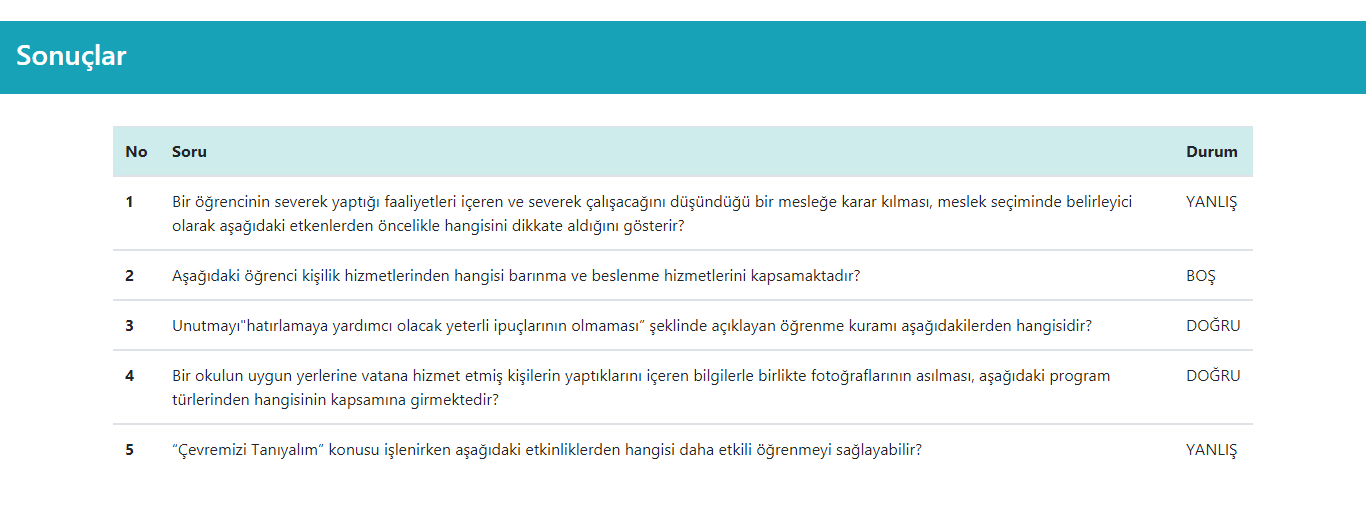 Sonuçlar
No Soru Durum
1 Bir öğrencinin severek yaptığı faaliyetleri içeren ve severek çalışacağını düşündüğü bir mesleğe karar kılması, meslek seçiminde belirleyici YANLIŞ
olarak aşağıdaki etkenlerden öncelikle hangisini dikkate aldığını gösterir?
2 Aşağıdaki öğrenci kişilik hizmetlerinden hangisi barınma ve beslenme hizmetlerini kapsamaktadır? BOŞ
3 Unutmayı"hatırlamaya yardımcı olacak yeterli ipuçlarının olmaması” şeklinde açıklayan öğrenme kuramı aşağıdakilerden hangisidir? DOĞRU
4 Bir okulun uygun yerlerine vatana hizmet etmiş kişilerin yaptıklarını içeren bilgilerle birlikte fotoğraflarının asılması, aşağıdaki program DOĞRU
türlerinden hangisinin kapsamına girmektedir?
5 “Çevremizi Tanıyalım” konusu işlenirken aşağıdaki etkinliklerden hangisi daha etkili öğrenmeyi sağlayabilir? YANLIŞ